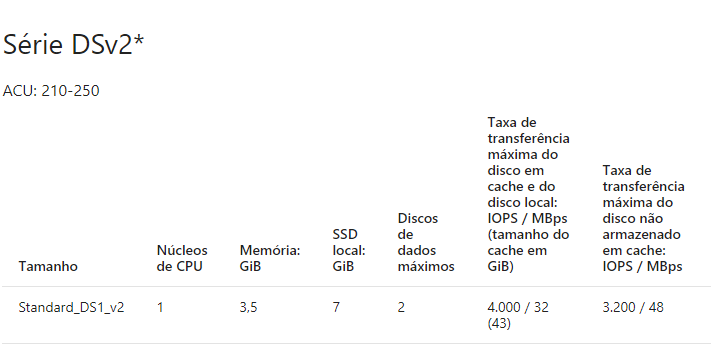 Série DSv2*
ACU: 210-250
Tamanho
Núcleos
de CPU
Memória:
GiB
SSD
local:
GiB
Discos
de
dados
máximos
Taxa de
transferência
máxima do
disco em
cache e do
disco local:
IOPS / MBps
(tamanho do
cache em
GiB)
Taxa de
transferência
máxima do
disco não
armazenado
em cache:
IOPS / MBps
Standard_DS1_v2
1
3,5
7
2
4.000 / 32
(43)
3.200 / 48